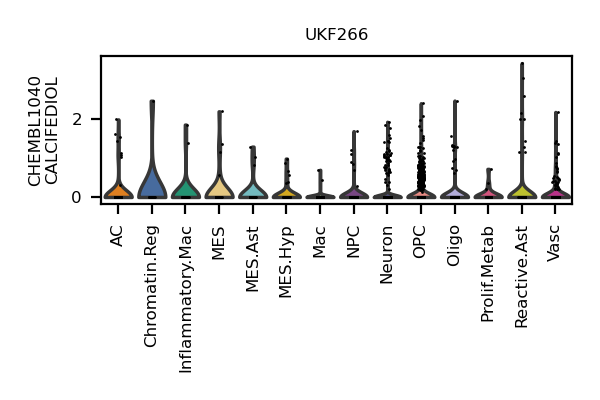 UKF266
CHEMBL1040
CALCIFEDIOL
2
0
AC
Chromatin.Reg
Inflammatory.Mac
MES
MES.Ast
MES.Hyp
Mac
NPC
Neuron
OPC
Oligo
Prolif.Metab
Reactive.Ast
Vasc